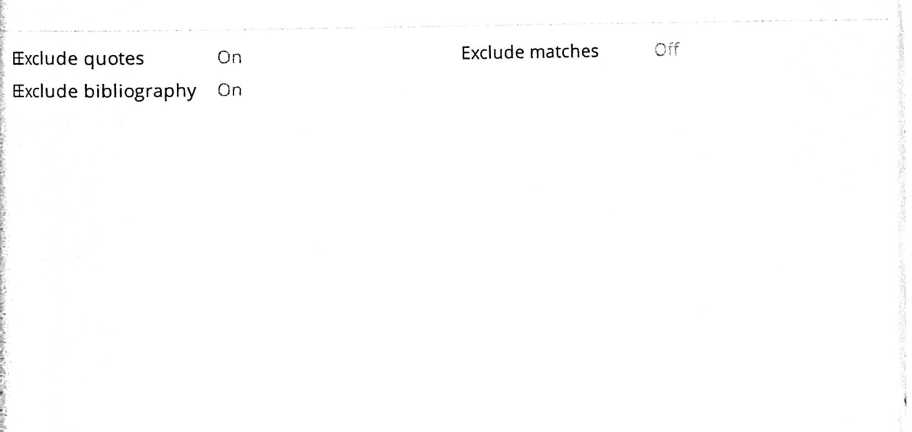 Exclude quotes On Exclude matches Off
Exclude bibliography On